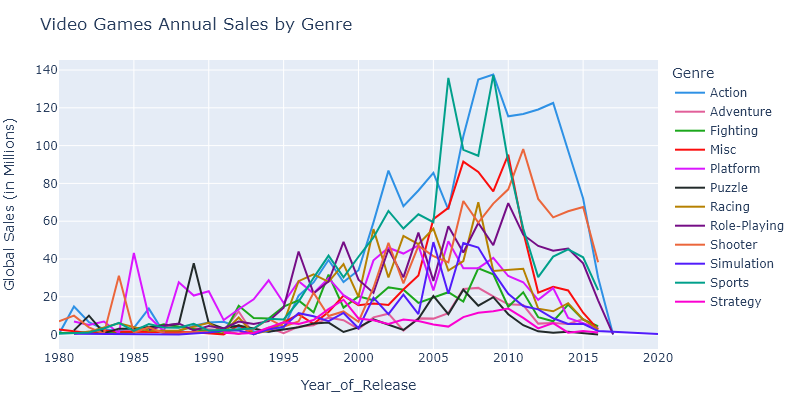 Video Games Annual Sales by Genre
Global Sales (in Millions)
140
120
100
80
60
40
20
0
1980
1985
1990
1995
2000
2005
2010
2015
2020
Year_of_Release
Genre
Action
Adventure
Fighting
Misc
Platform
Puzzle
Racing
Role-Playing
Shooter
Simulation
Sports
Strategy